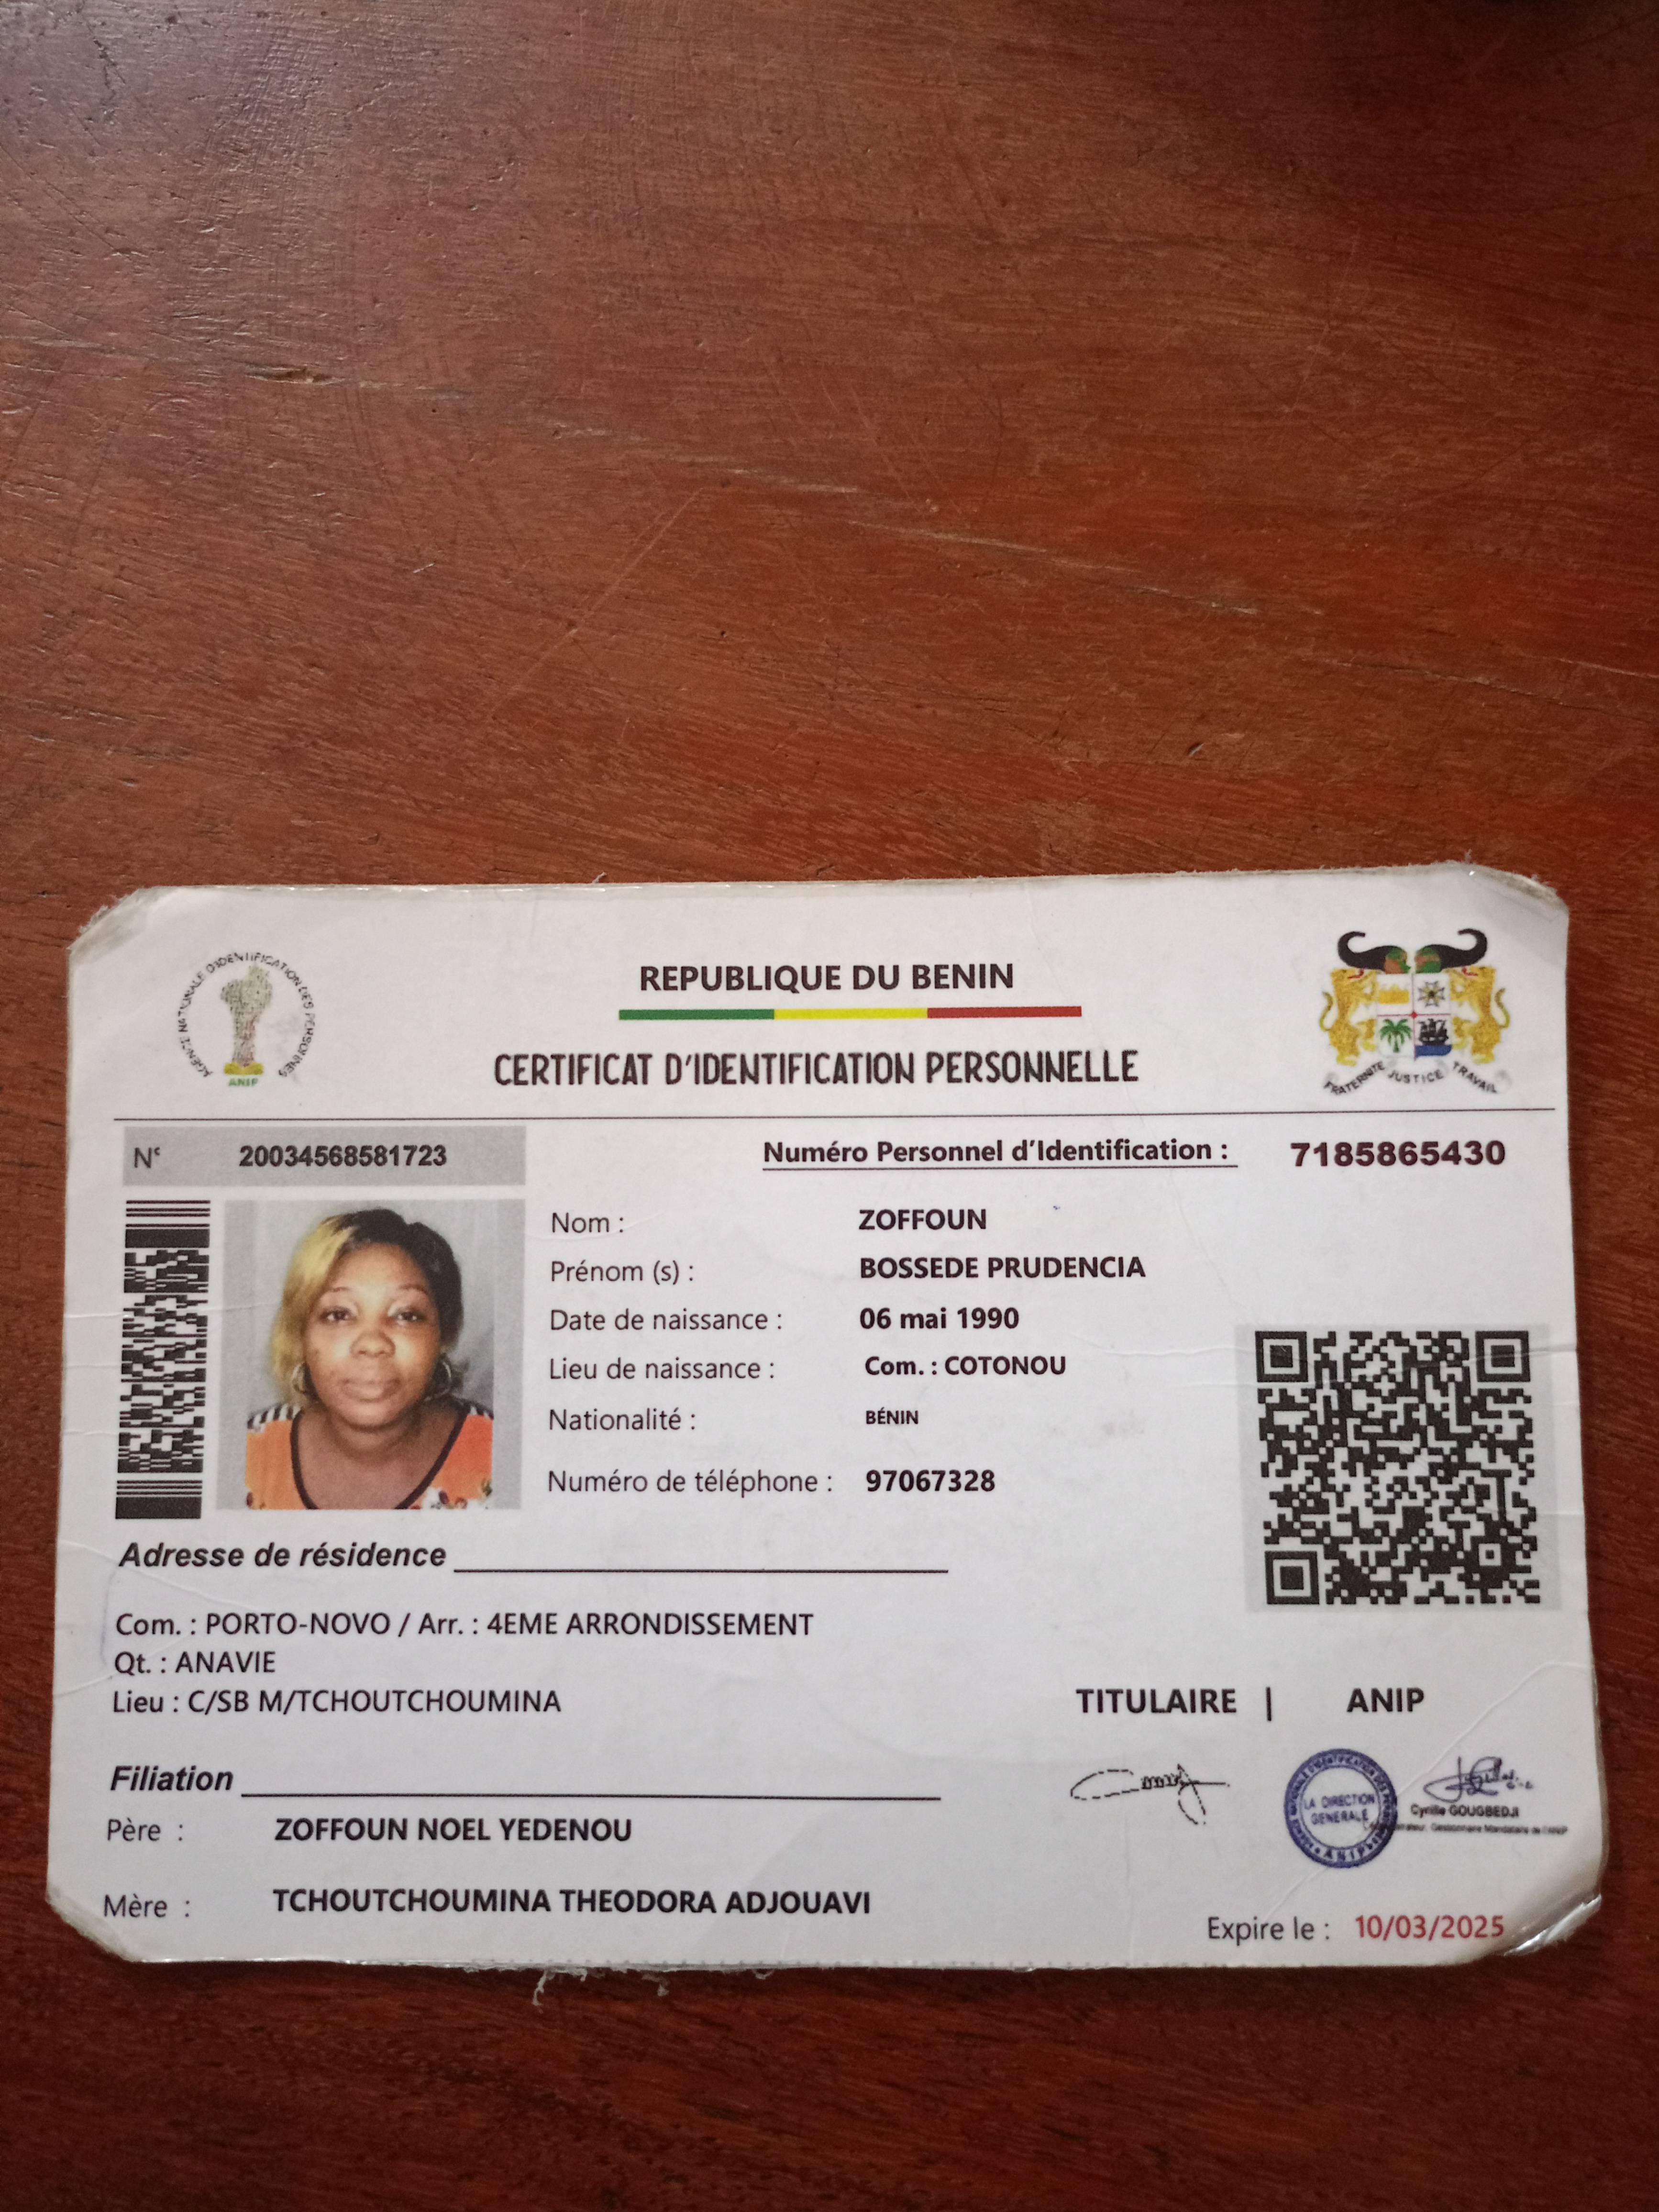 AGENCE NATIONALE D'IDENTIFICATION DES PERSONNES
ANIP
REPUBLIQUE DU BENIN
CERTIFICAT D'IDENTIFICATION PERSONNELLE
FRATERNITE JUSTICE TRAVAIL
N° 20034568581723
Numéro Personnel d'Identification : 7185865430
Nom : ZOFFOUN
Prénom (s) : BOSSEDE PRUDENCIA
Date de naissance : 06 mai 1990
Lieu de naissance : Com. : COTONOU
Nationalité : BÉNIN
Numéro de téléphone : 97067328
Adresse de résidence
Com. : PORTO-NOVO / Arr. : 4EME ARRONDISSEMENT
Qt. : ANAVIE
Lieu : C/SB M/TCHOUTCHOUMINA
TITULAIRE | ANIP
LA DIRECTION
GENERALE
ANIP
Cyrille GOUGBEDJI
Gestionnaire Mandataire de l'ANIP
Filiation
Père : ZOFFOUN NOEL YEDENOU
Mère : TCHOUTCHOUMINA THEODORA ADJOUAVI
Expire le : 10/03/2025